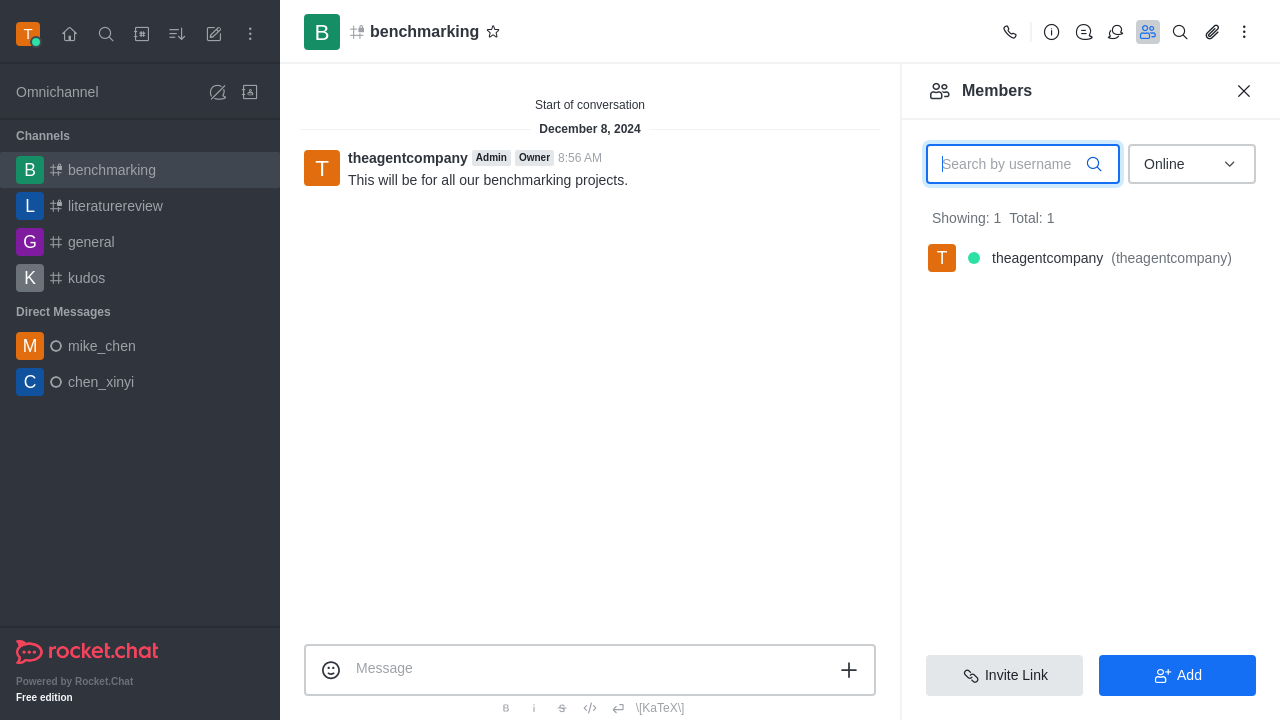 T
Omnichannel
Channels
B benchmarking
L literaturereview
G general
K kudos
Direct Messages
M mike_chen
C chen_xinyi
rocket.chat
Powered by Rocket.Chat
Free edition
B benchmarking
Start of conversation
December 8, 2024
T theagentcompany Admin Owner 8:56 AM
This will be for all our benchmarking projects.
Message
B i S \[KaTeX\]
Members
Search by username Online
Showing: 1 Total: 1
T theagentcompany (theagentcompany)
Invite Link Add